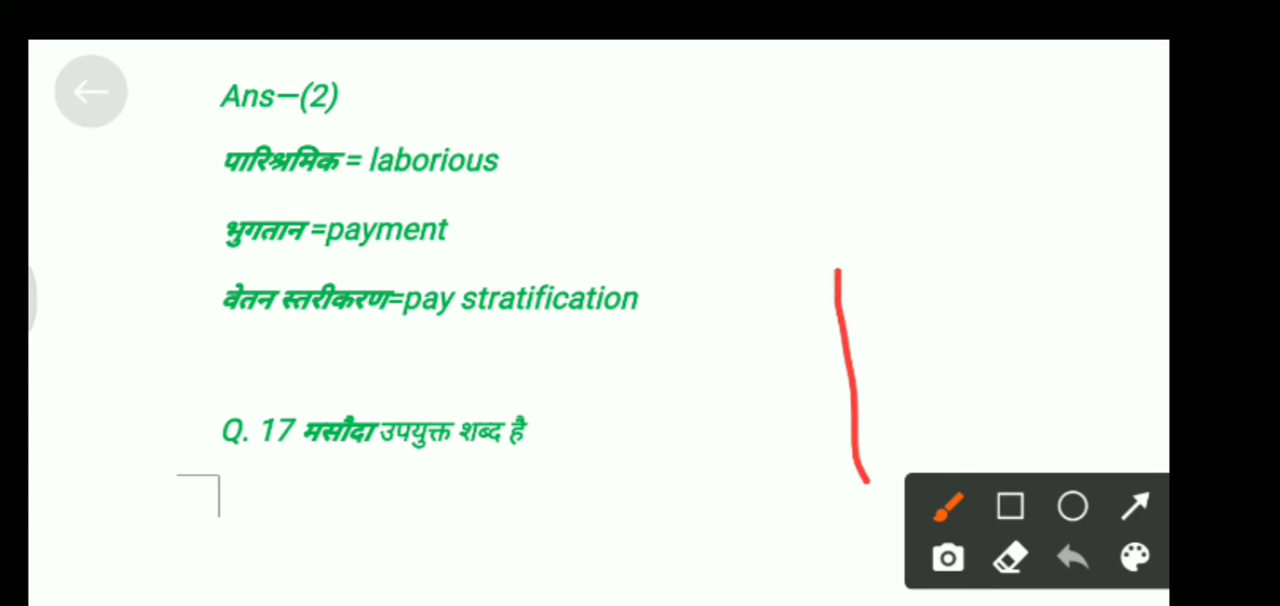 Ans—(2)
पारिश्रमिक = laborious
भुगतान =payment
वेतन स्तरीकरण=pay stratification
Q. 17 मसौदा उपयुक्त शब्द है